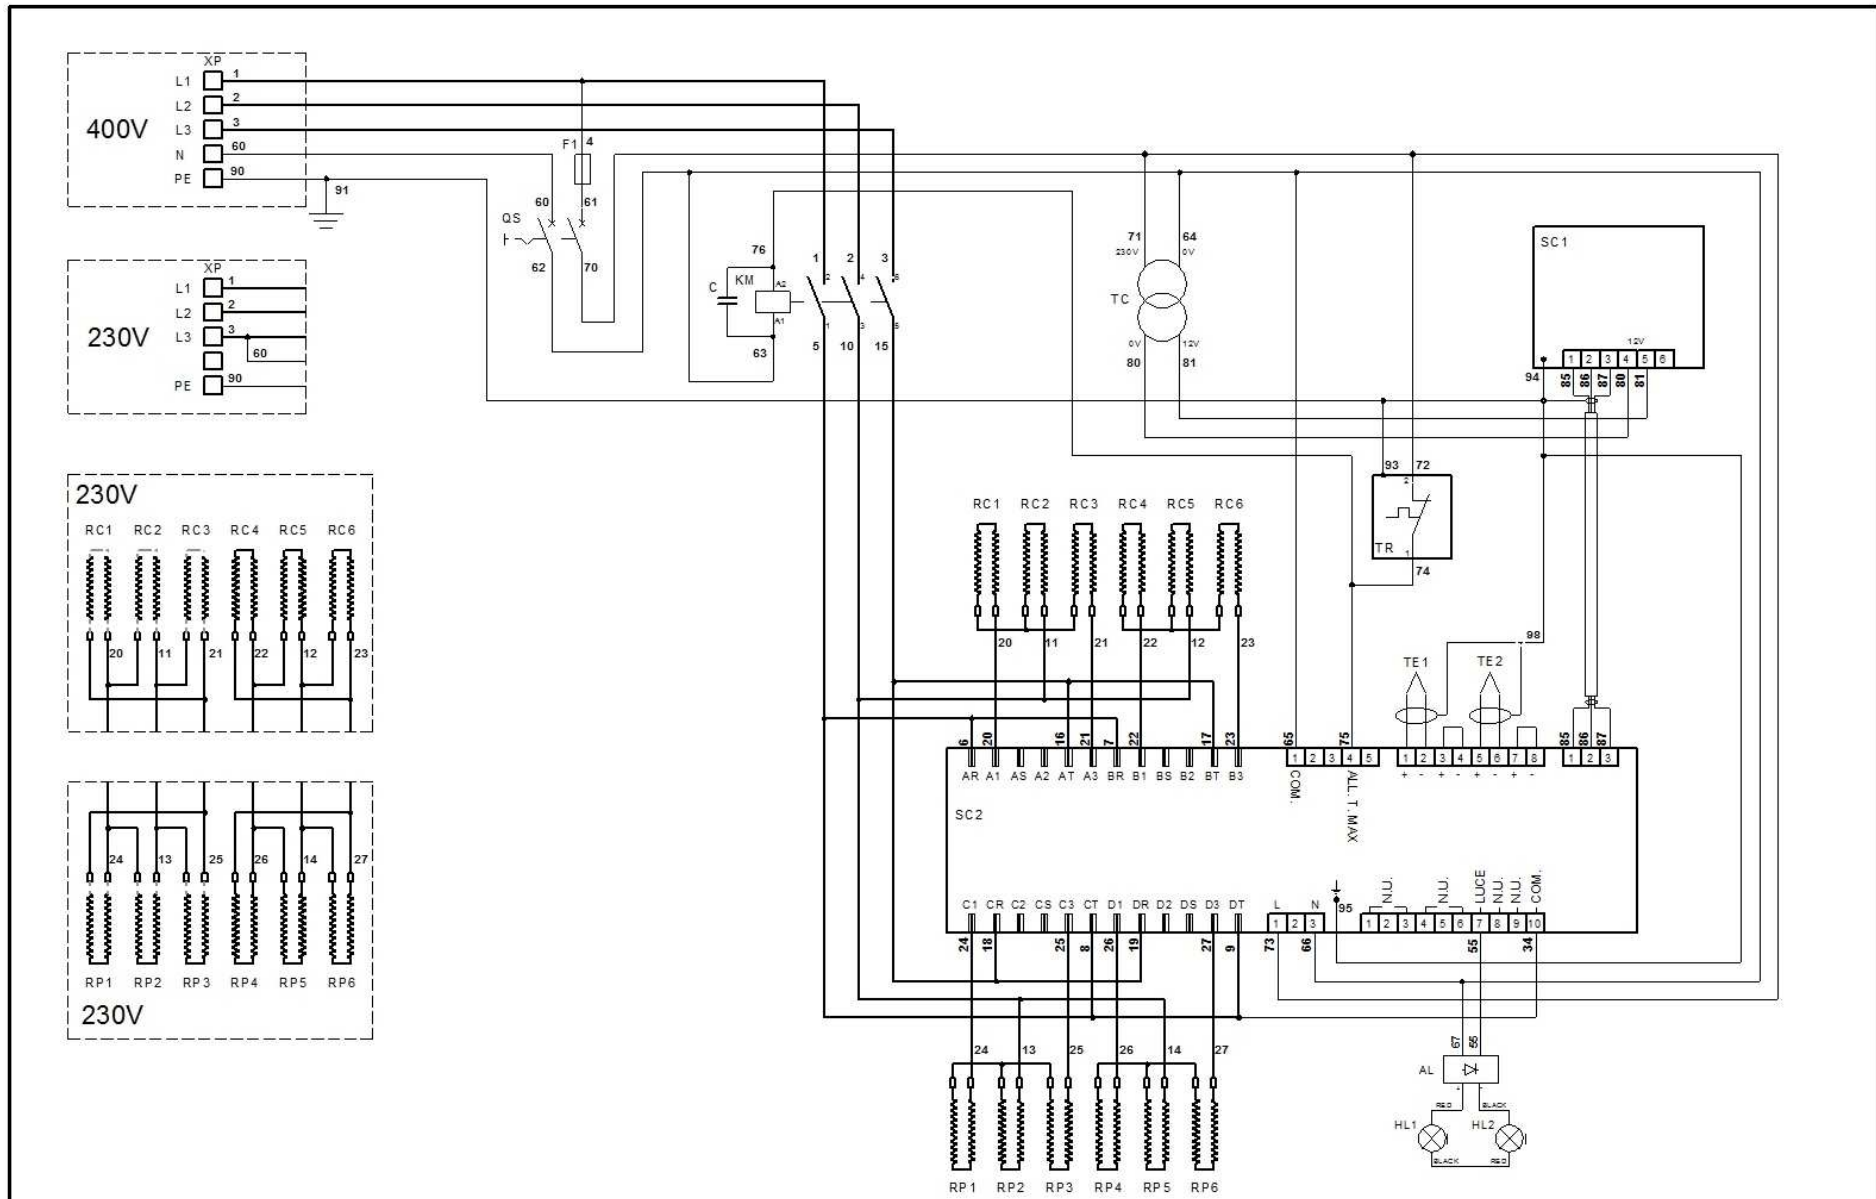 XP
L1 1
L2 2
400V L3 3
N 60
PE 90
91
F1 4
60 61
QS
62 70
XP
L1 1
L2 2
230V L3 3
60
PE 90
76
C KM A2
A1
63
1 2 3
2 4 6
1 3 5
5 10 15
71 64
230V 0V
TC
0V 12V
80 81
SC1
12V
1 2 3 4 5 6
94 85 86 87 80 81
93 72
2
TR 1
74
230V
RC1 RC2 RC3 RC4 RC5 RC6
20 11 21 22 12 23
RC1 RC2 RC3 RC4 RC5 RC6
20 11 21 22 12 23
98
TE1 TE2
6 20 16 21 7 22 17 23 65 75 85 86 87
1 2 3 4 5 1 2 3 4 5 6 7 8 1 2 3
AR A1 AS A2 AT A3 BR B1 BS B2 BT B3
+ - + - + - + -
COM.
ALL. T. MAX
SC2
N.U. N.U. LUCE N.U. N.U. COM.
C1 CR C2 CS C3 CT D1 DR D2 DS D3 DT L N 95
1 2 3 1 2 3 4 5 6 7 8 9 10
24 18 25 8 26 19 27 9 73 66 55 34
24 13 25 26 14 27
RP1 RP2 RP3 RP4 RP5 RP6
230V
24 13 25 26 14 27
RP1 RP2 RP3 RP4 RP5 RP6
67 55
AL
+ -
RED BLACK
HL1 HL2
BLACK RED